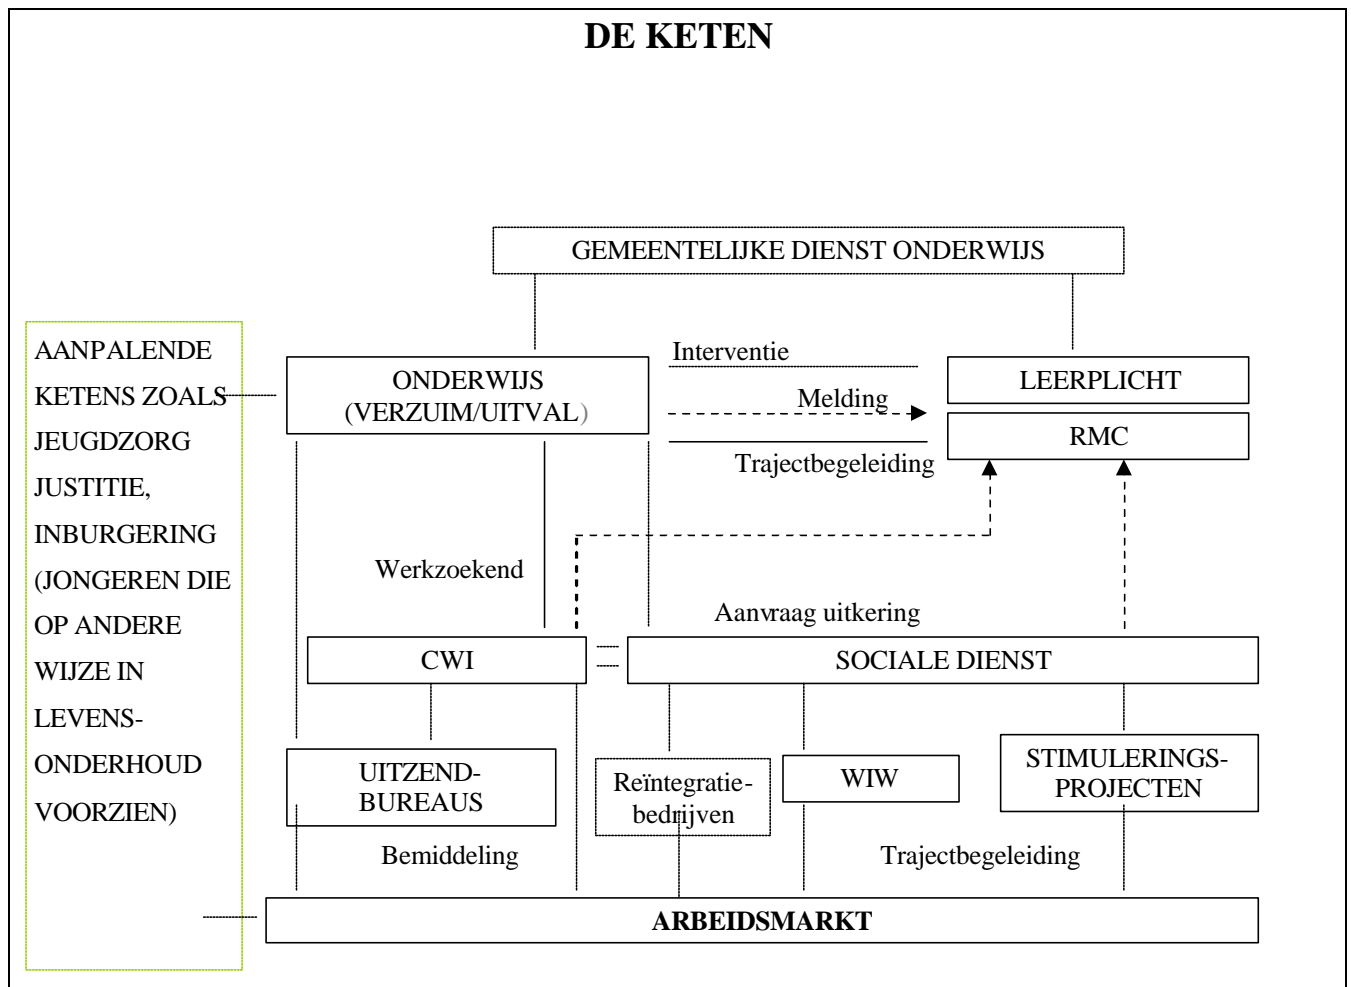 DE KETEN
GEMEENTELIJKE DIENST ONDERWIJS
AANPALENDE
KETENS ZOALS
JEUGDZORG
JUSTITIE,
INBURGERING
(JONGEREN DIE
OP ANDERE
WIJZE IN
LEVENS-
ONDERHOUD
VOORZIEN)
ONDERWIJS
(VERZUIM/UITVAL)
Interventie
Melding
Trajectbegeleiding
LEERPLICHT
RMC
Werkzoekend
Aanvraag uitkering
CWI
SOCIALE DIENST
UITZEND-
BUREAUS
Reïntegratie-
bedrijven
WIW
STIMULERINGS-
PROJECTEN
Bemiddeling
Trajectbegeleiding
ARBEIDSMARKT